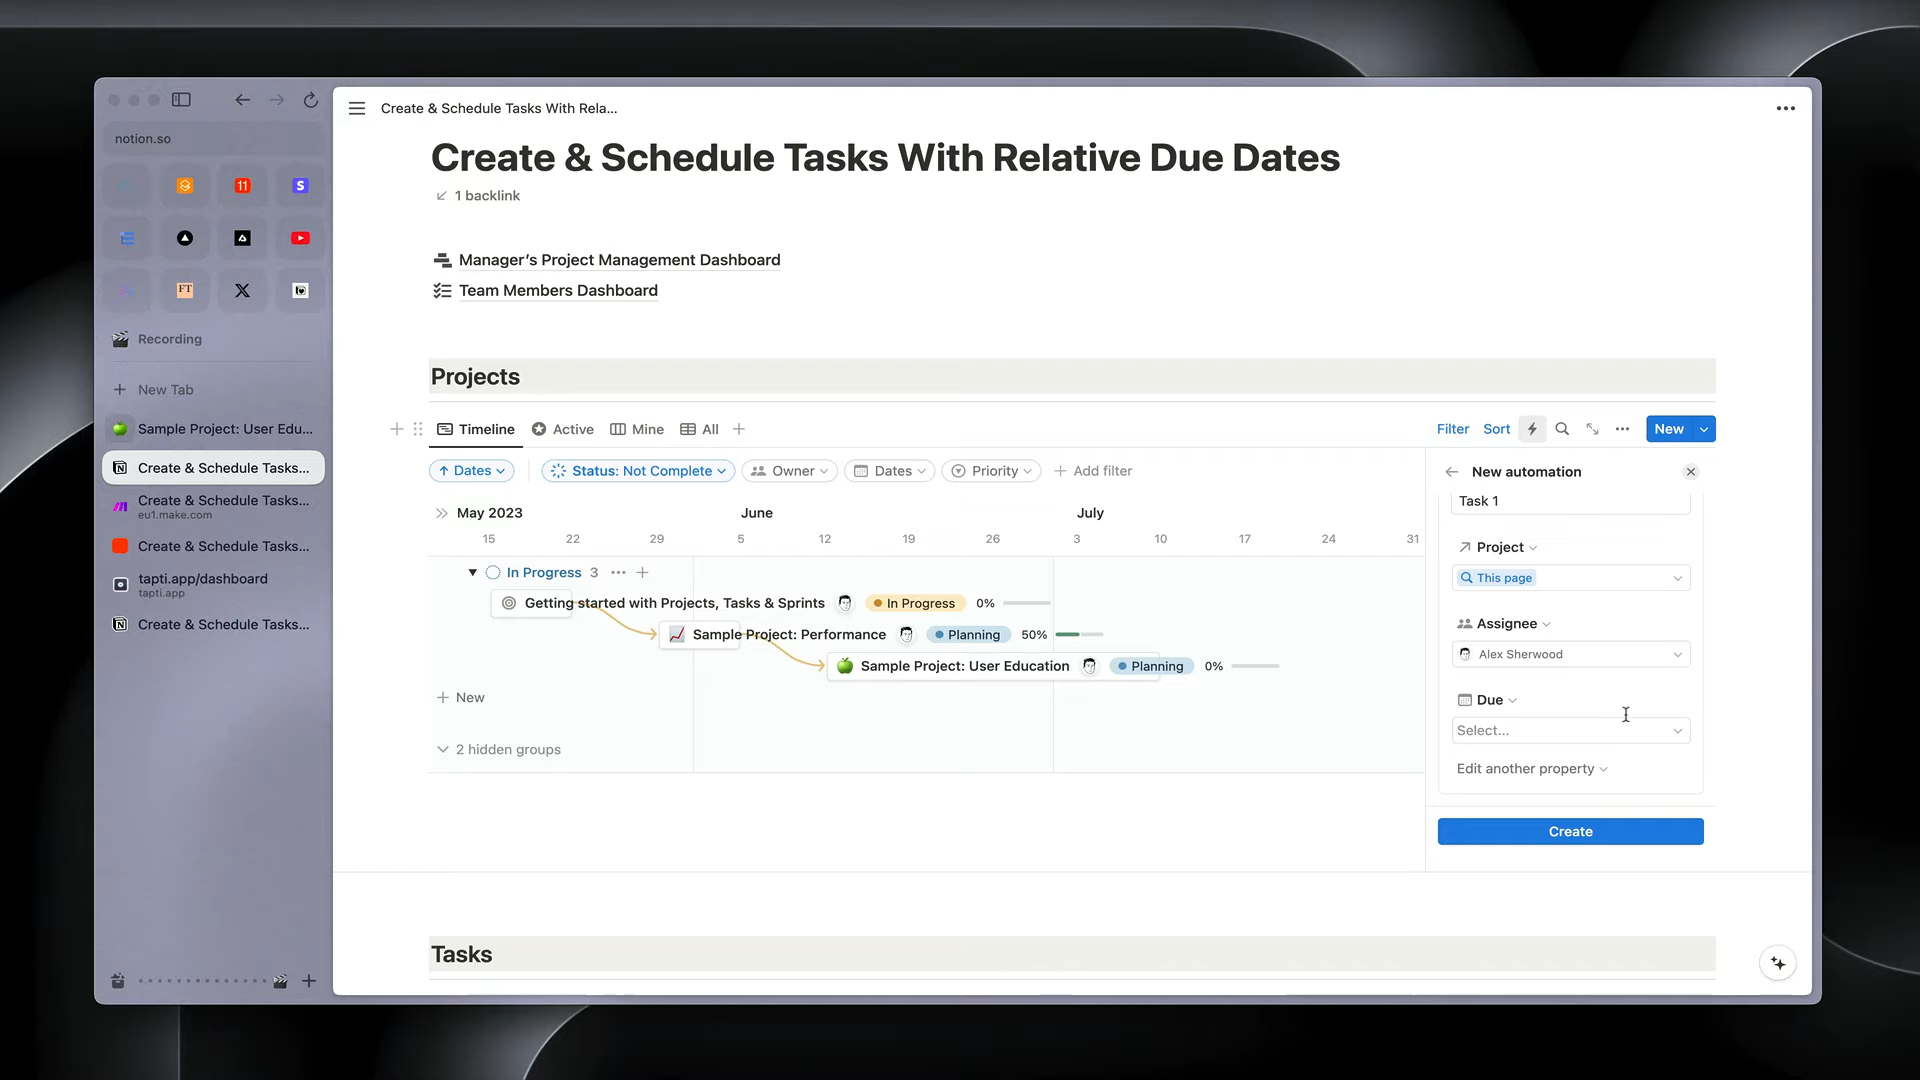 notion.so
11
S
FT
X
Recording
New Tab
Sample Project: User Edu...
Create & Schedule Tasks...
Create & Schedule Tasks...
eu1.make.com
Create & Schedule Tasks...
tapti.app/dashboard
tapti.app
Create & Schedule Tasks...
Create & Schedule Tasks With Rela...
Create & Schedule Tasks With Relative Due Dates
1 backlink
Manager’s Project Management Dashboard
Team Members Dashboard
Projects
Timeline Active Mine All
Filter Sort New
Dates Status: Not Complete Owner Dates Priority Add filter
May 2023 June July
15 22 29 5 12 19 26 3 10 17 24 31
In Progress 3
Getting started with Projects, Tasks & Sprints In Progress 0%
Sample Project: Performance Planning 50%
Sample Project: User Education Planning 0%
New
2 hidden groups
New automation
Task 1
Project
This page
Assignee
Alex Sherwood
Due
Select...
Edit another property
Create
Tasks